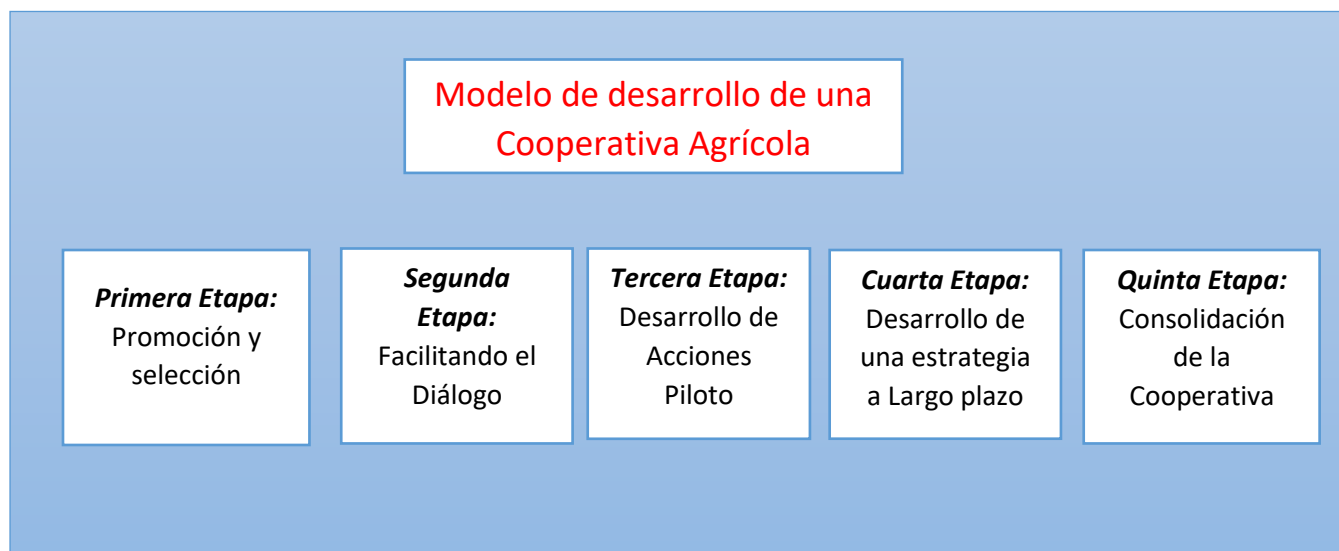 Modelo de desarrollo de una
Cooperativa Agrícola
Primera Etapa:
Promoción y
selección
Segunda
Etapa:
Facilitando el
Diálogo
Tercera Etapa:
Desarrollo de
Acciones
Piloto
Cuarta Etapa:
Desarrollo de
una estrategia
a Largo plazo
Quinta Etapa:
Consolidación
de la
Cooperativa